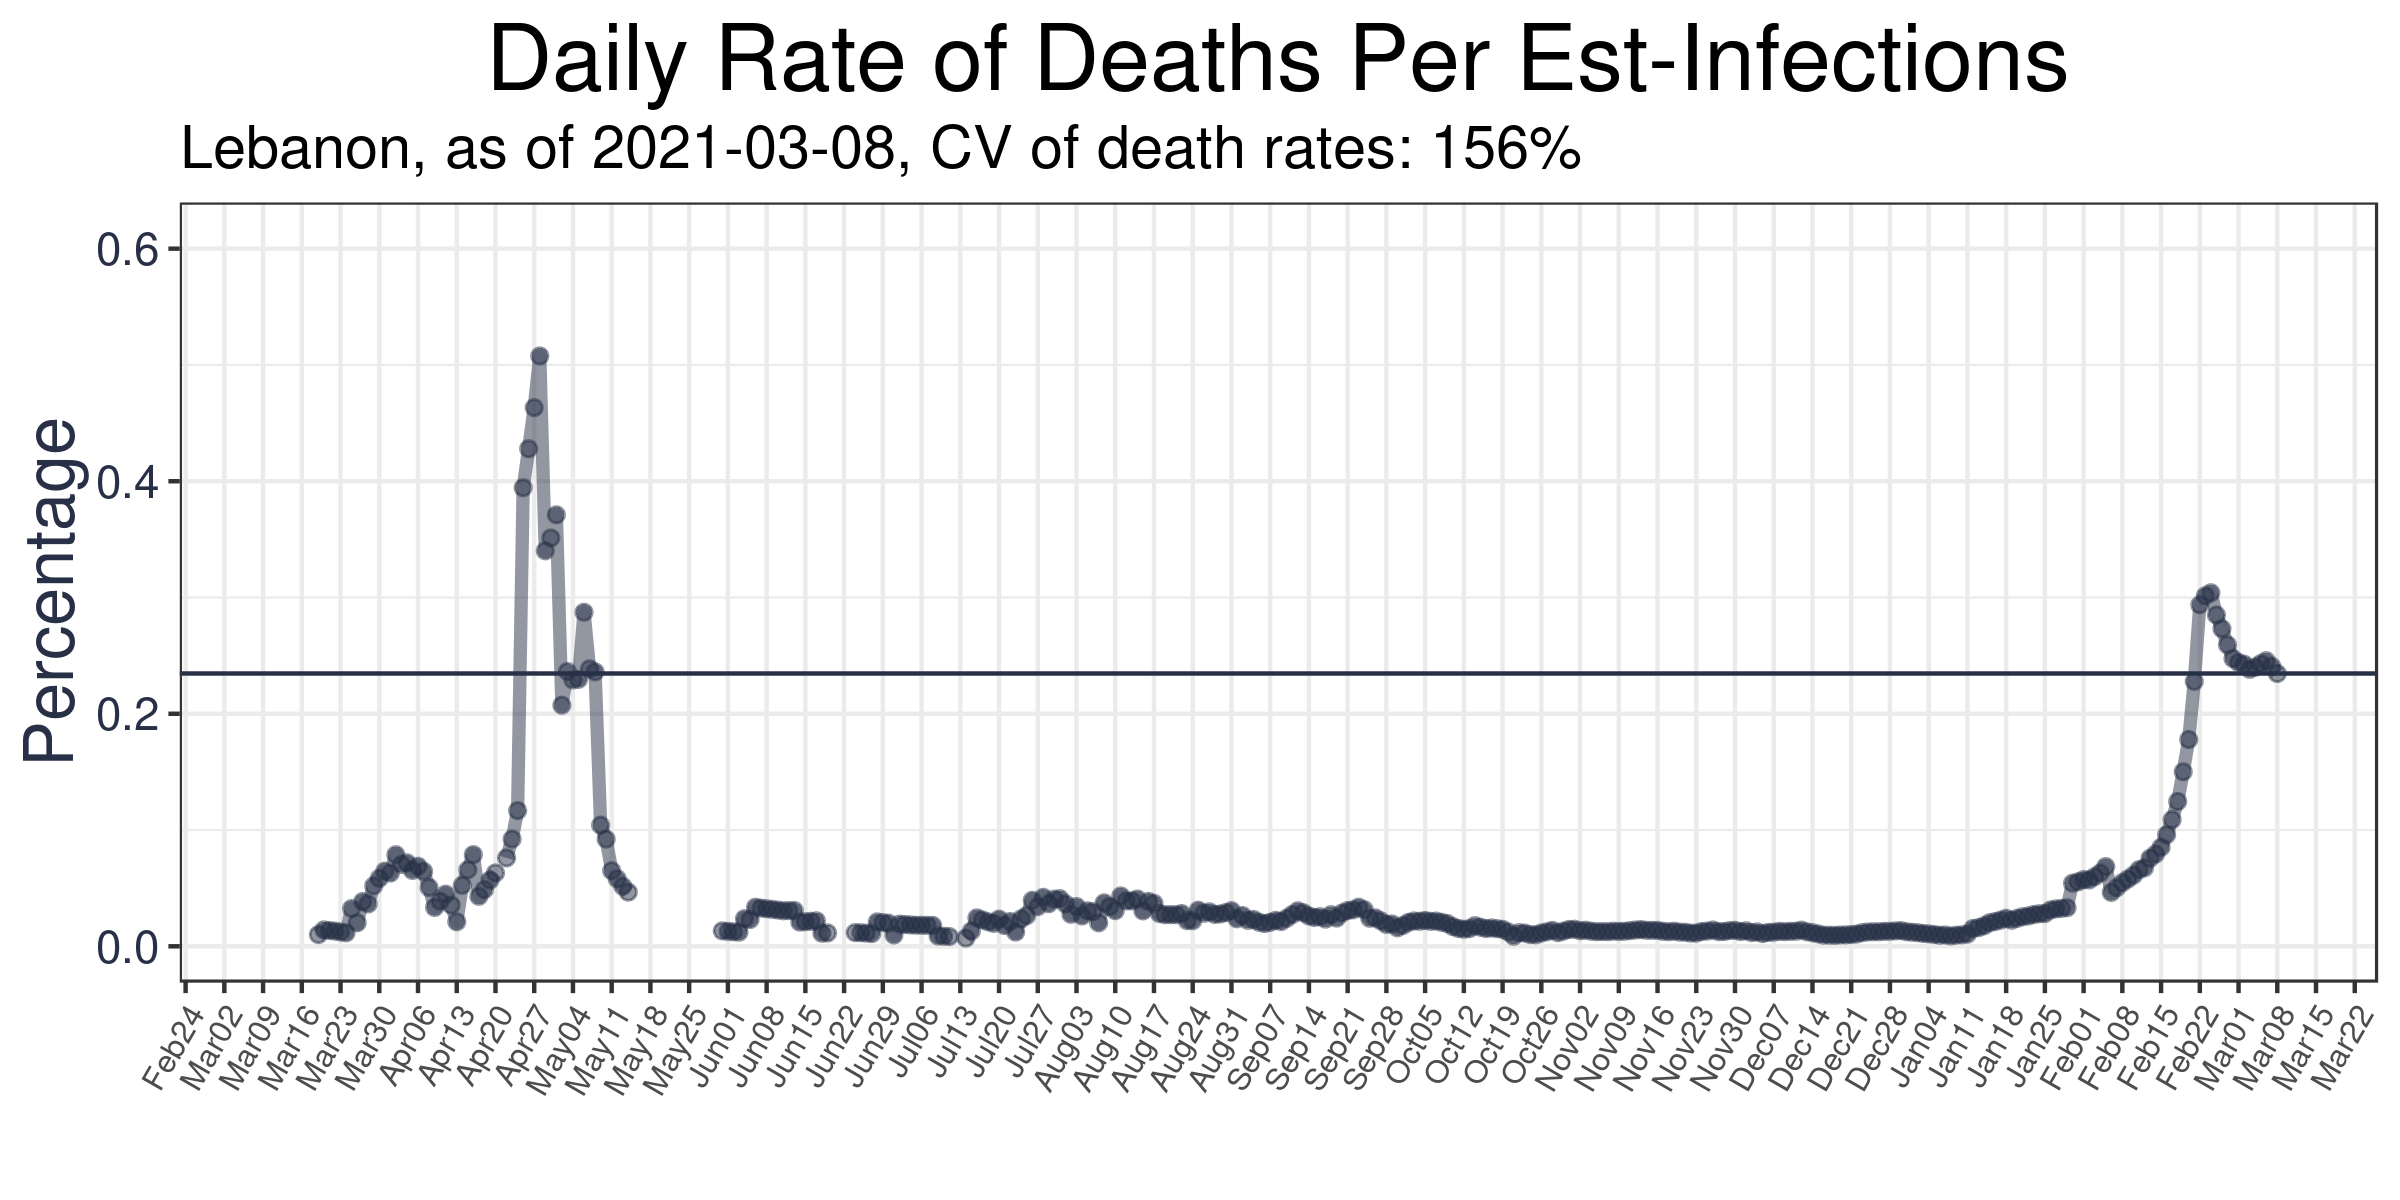 Daily Rate of Deaths Per Est-Infections
Lebanon, as of 2021-03-08, CV of death rates: 156%
Percentage
0.6
0.4
0.2
0.0
Feb24
Mar02
Mar09
Mar16
Mar23
Mar30
Apr06
Apr13
Apr20
Apr27
May04
May11
May18
May25
Jun01
Jun08
Jun15
Jun22
Jun29
Jul06
Jul13
Jul20
Jul27
Aug03
Aug10
Aug17
Aug24
Aug31
Sep07
Sep14
Sep21
Sep28
Oct05
Oct12
Oct19
Oct26
Nov02
Nov09
Nov16
Nov23
Nov30
Dec07
Dec14
Dec21
Dec28
Jan04
Jan11
Jan18
Jan25
Feb01
Feb08
Feb15
Feb22
Mar01
Mar08
Mar15
Mar22